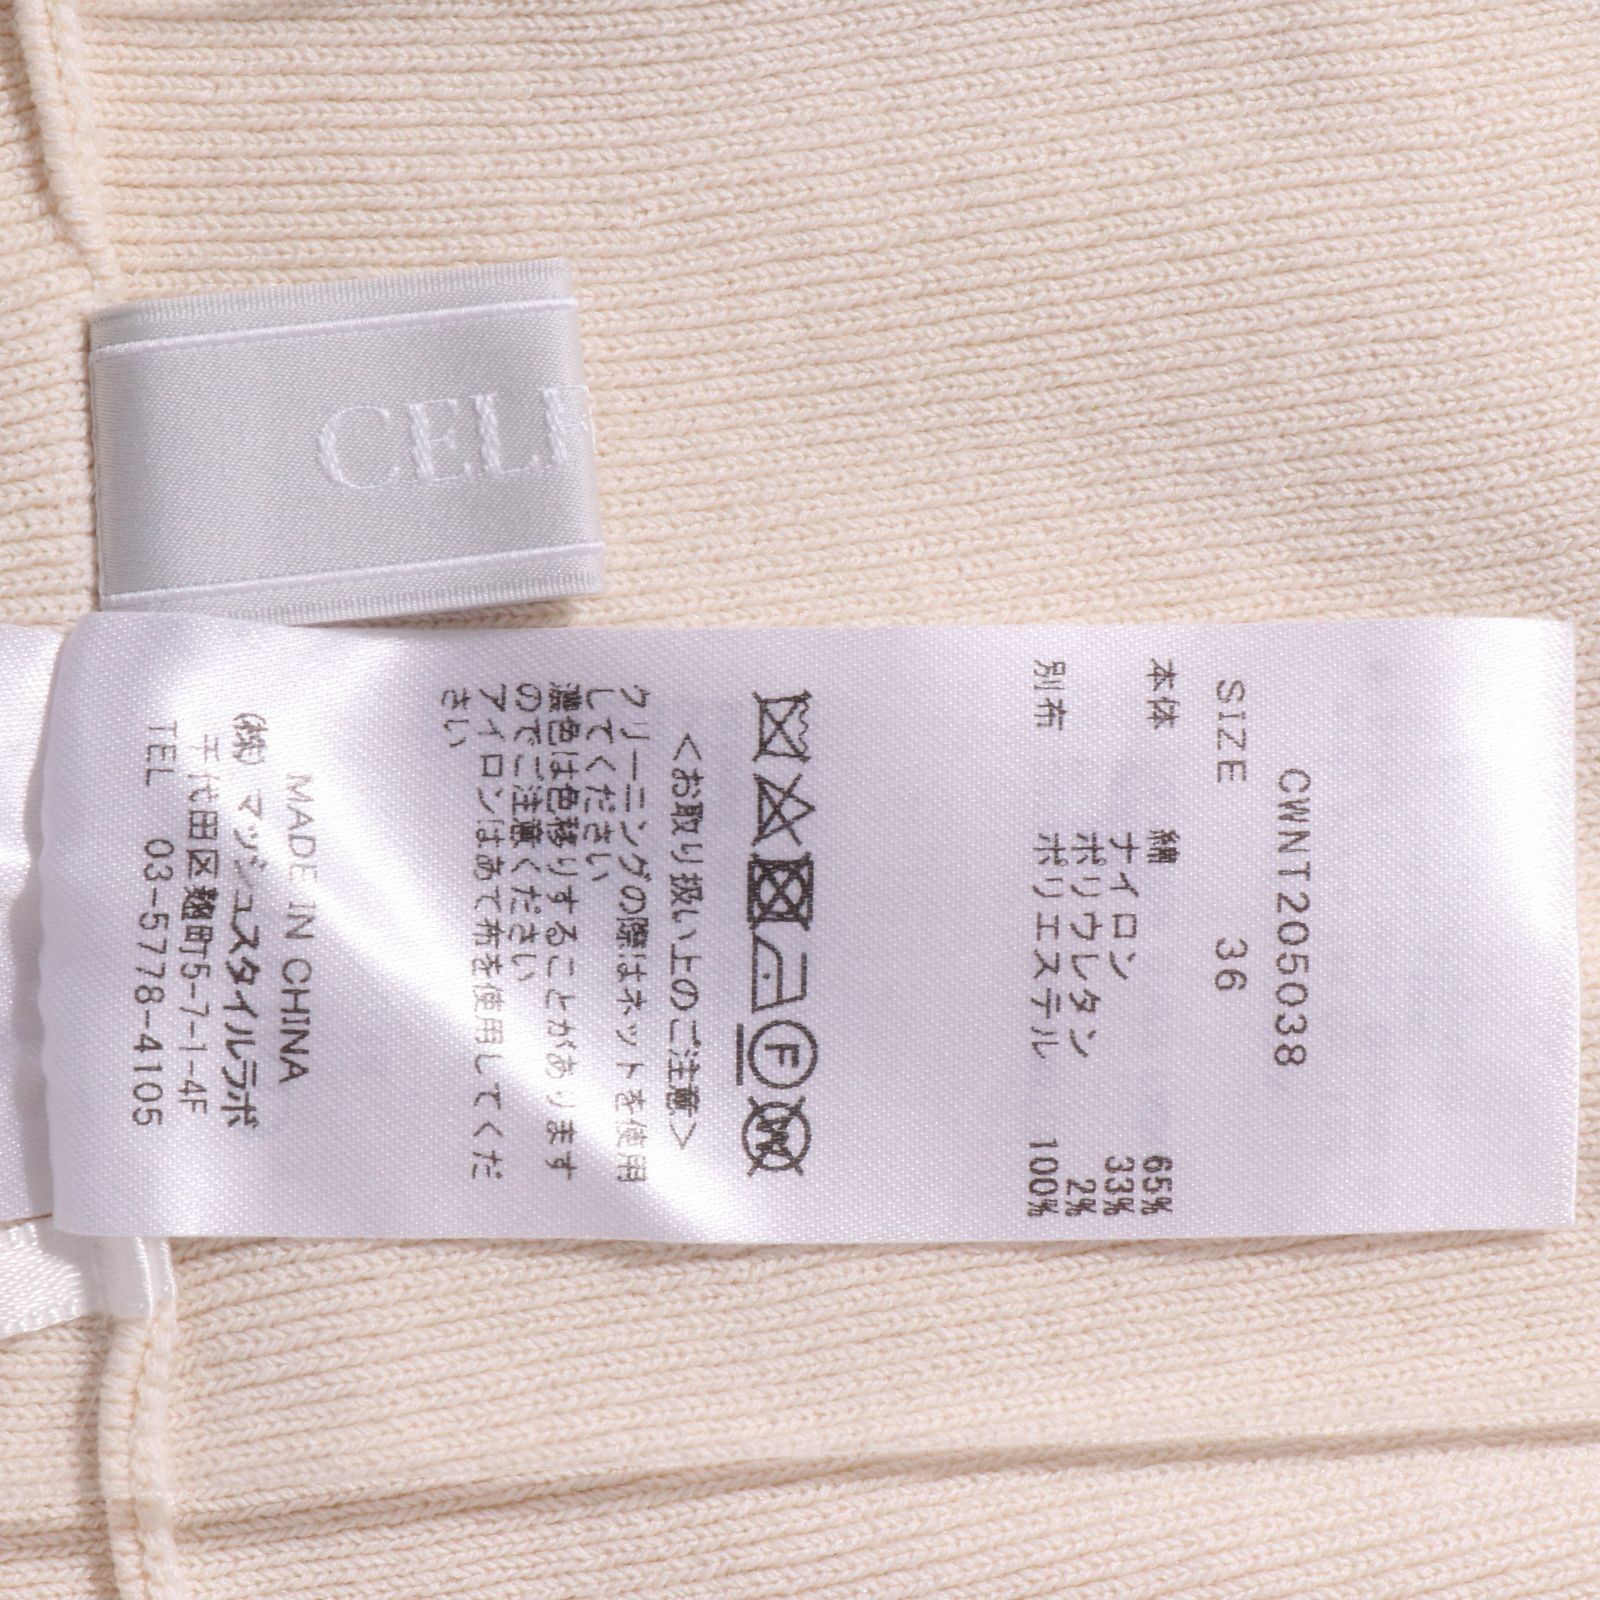 CELF
CWNT205038
SIZE 36
本体 綿 65%
ナイロン 33%
ポリウレタン 2%
別布 ポリエステル 100%
F
W
<お取り扱い上のご注意>
クリーニングの際はネットを使用
してください
濃色は色移りすることがあります
のでご注意ください
アイロンはあて布を使用してくだ
さい
MADE IN CHINA
(株)マッシュスタイルラボ
千代田区麹町5-7-1-4F
TEL 03-5778-4105